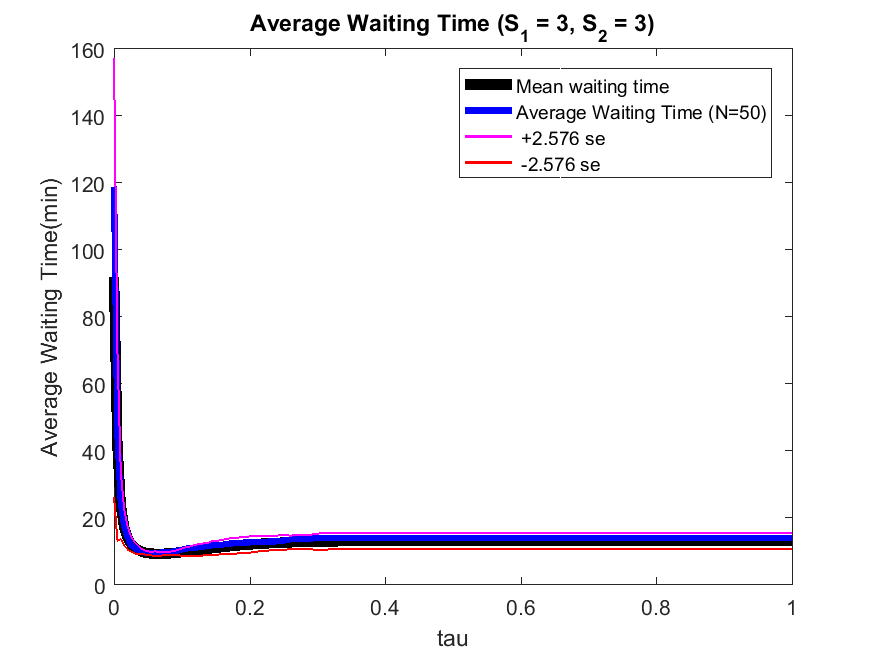 Average Waiting Time (S1 = 3, S2 = 3)
Mean waiting time
Average Waiting Time (N=50)
+2.576 se
-2.576 se
Average Waiting Time(min)
160
140
120
100
80
60
40
20
0
0 0.2 0.4 0.6 0.8 1
tau